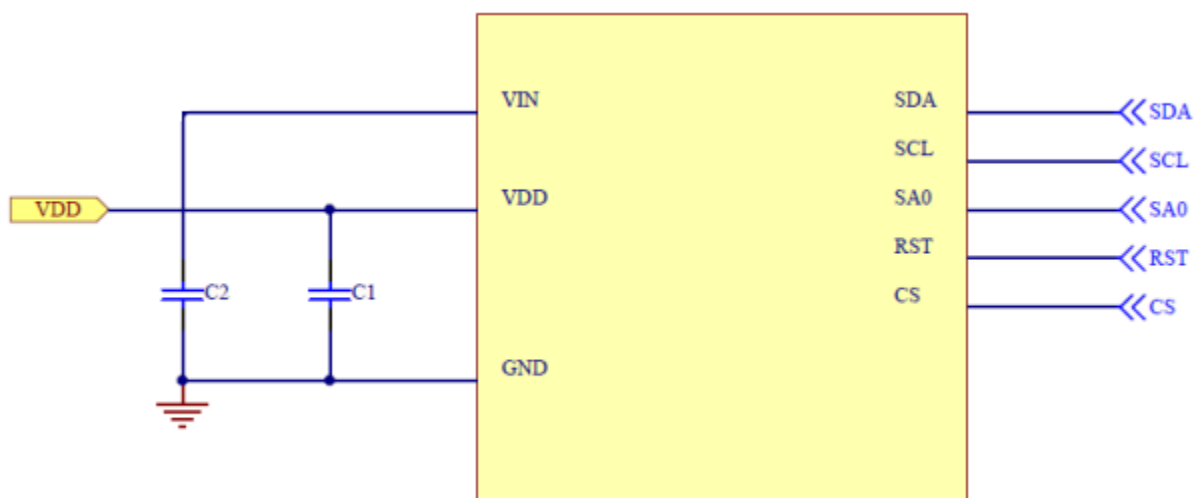 VIN
SDA
SDA
SCL
SCL
VDD
VDD
SA0
SA0
RST
RST
C2
C1
CS
CS
GND